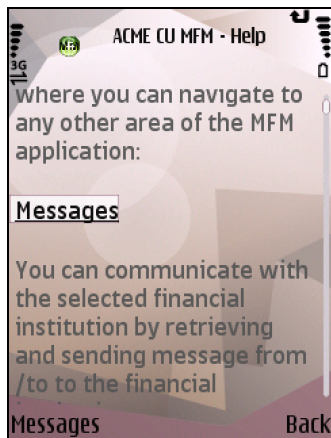 ACME CU MFM - Help
3G
where you can navigate to
any other area of the MFM
application:
Messages
You can communicate with
the selected financial
institution by retrieving
and sending message from
/to to the financial
Messages Back